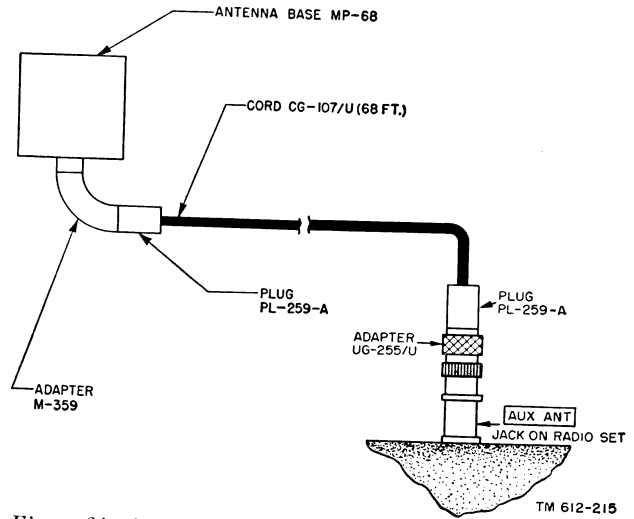 ANTENNA BASE MP-68
CORD CG-107/U (68 FT.)
PLUG
PL-259-A
PLUG
PL-259-A
ADAPTER
UG-255/U
ADAPTER
M-359
AUX ANT
JACK ON RADIO SET
TM 612-215